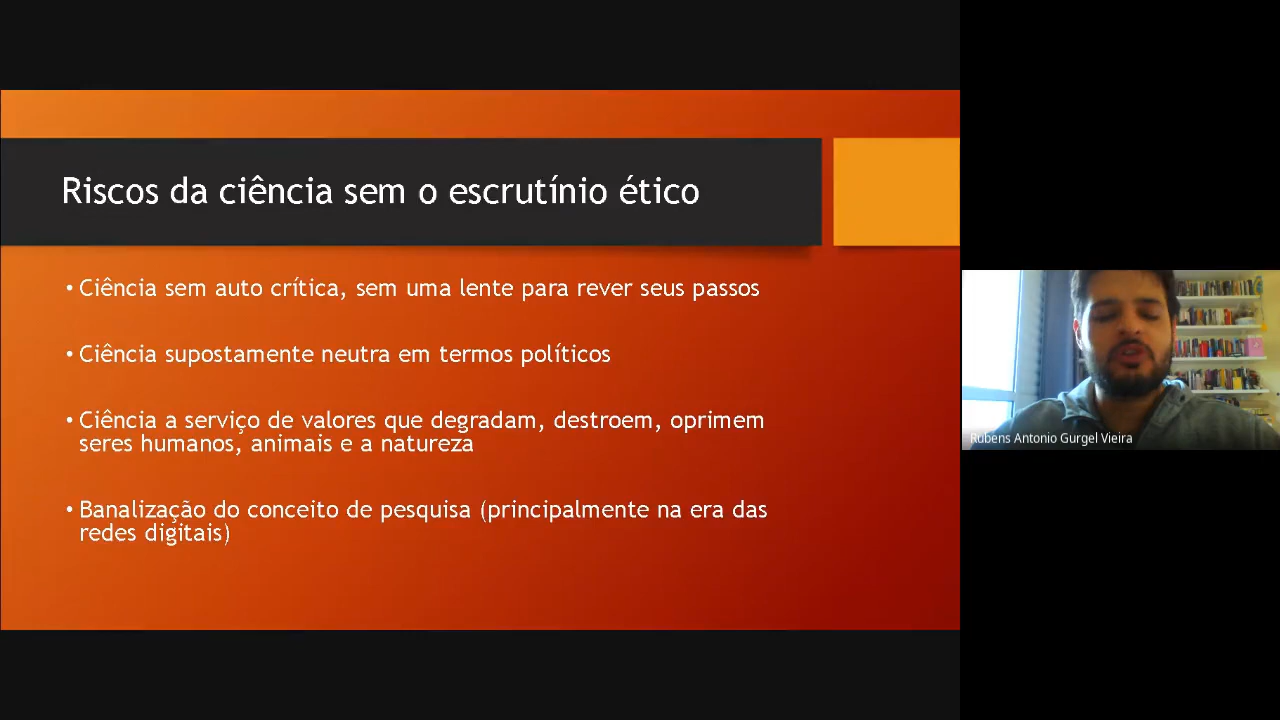 Riscos da ciência sem o escrutínio ético
• Ciência sem auto crítica, sem uma lente para rever seus passos
• Ciência supostamente neutra em termos políticos
• Ciência a serviço de valores que degradam, destroem, oprimem
seres humanos, animais e a natureza
• Banalização do conceito de pesquisa (principalmente na era das
redes digitais)
Rubens Antonio Gurgel Vieira